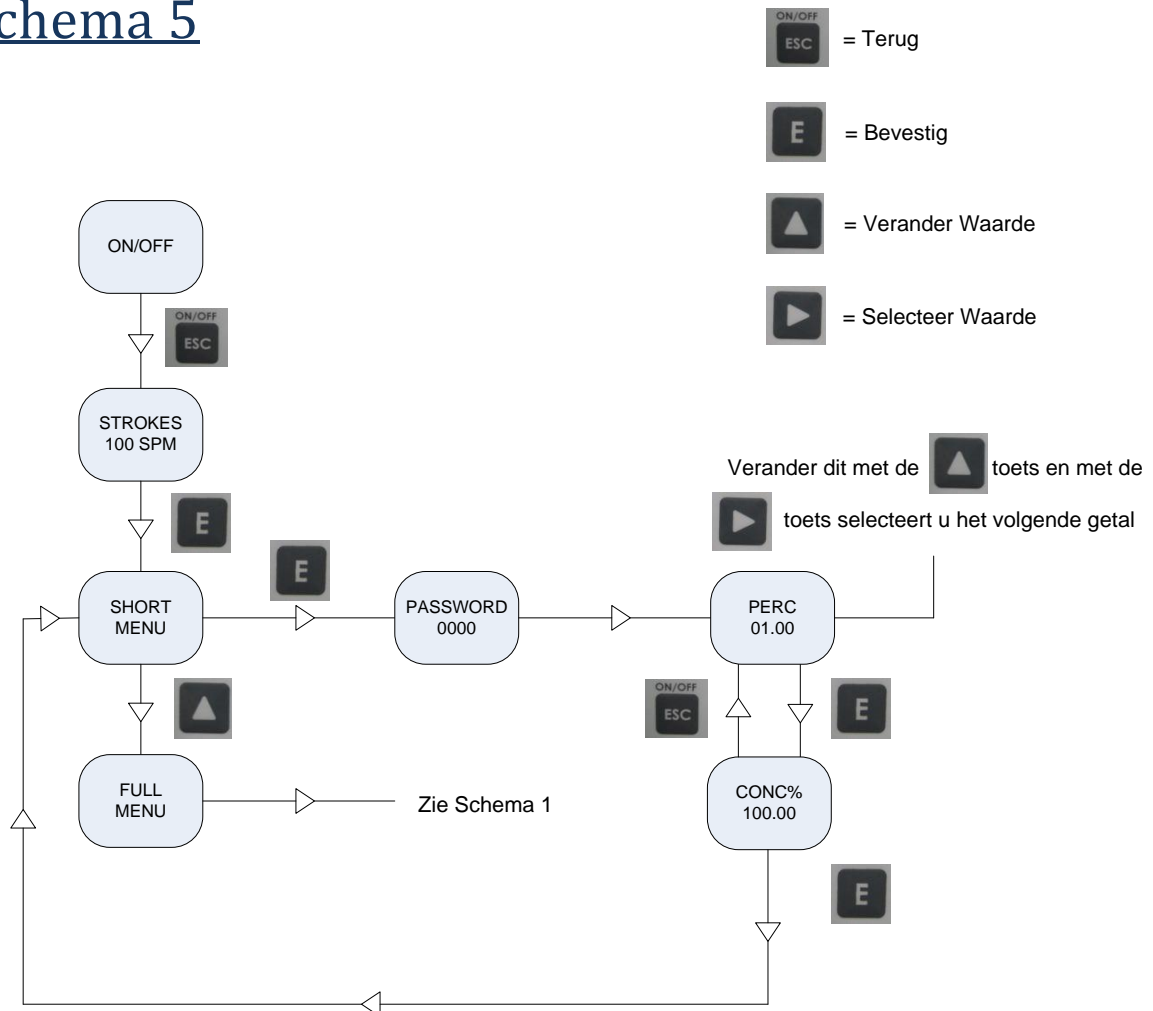 chema 5
ON/OFF
ESC
= Terug
E
= Bevestig
= Verander Waarde
= Selecteer Waarde
ON/OFF
ON/OFF
ESC
STROKES
100 SPM
E
E
SHORT
MENU
PASSWORD
0000
Verander dit met de toets en met de
toets selecteert u het volgende getal
PERC
01.00
ON/OFF
ESC
E
FULL
MENU
Zie Schema 1
CONC%
100.00
E